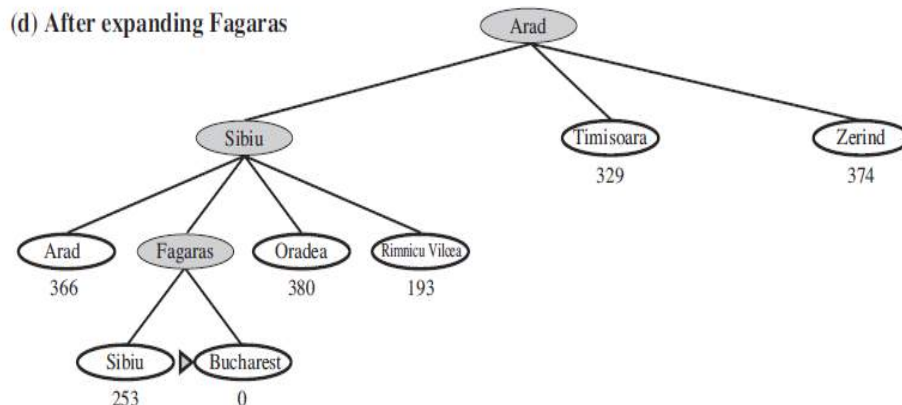 (d) After expanding Fagaras
Arad
Sibiu
Timisoara
Zerind
329
374
Arad
Fagaras
Oradea
Rimnicu Vilcea
366
380
193
Sibiu
Bucharest
253
0